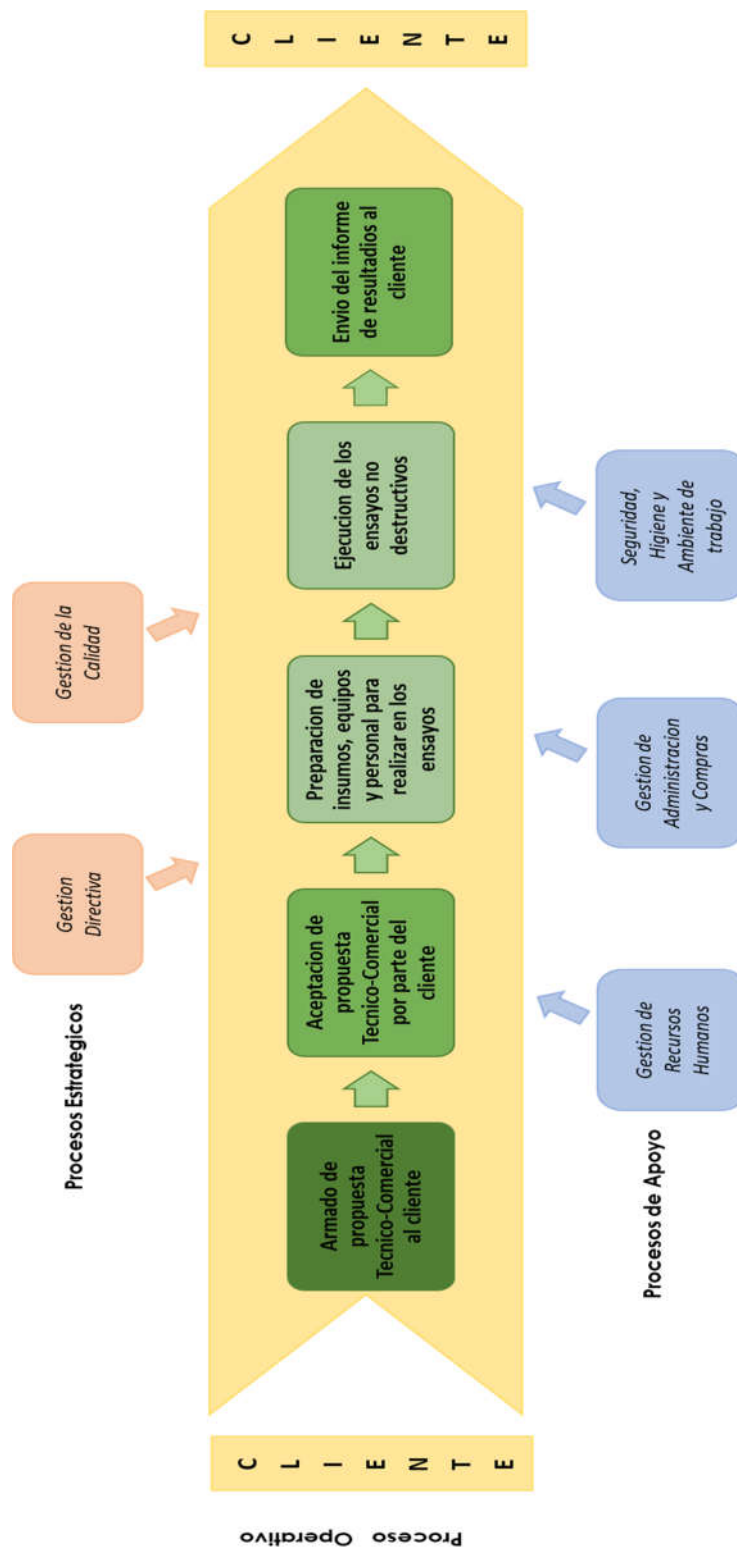 Procesos Estrategicos
Gestion
Directiva
Gestion de la
Calidad
Proceso Operativo
C L I E N T E
Armado de
propuesta
Tecnico-Comercial
al cliente
Aceptacion de
propuesta
Tecnico-Comercial
por parte del
cliente
Preparacion de
insumos, equipos
y personal para
realizar en los
ensayos
Ejecucion de los
ensayos no
destructivos
Envio del informe
de resultadios al
cliente
C L I E N T E
Procesos de Apoyo
Gestion de
Recursos
Humanos
Gestion de
Administracion
y Compras
Seguridad,
Higiene y
Ambiente de
trabajo